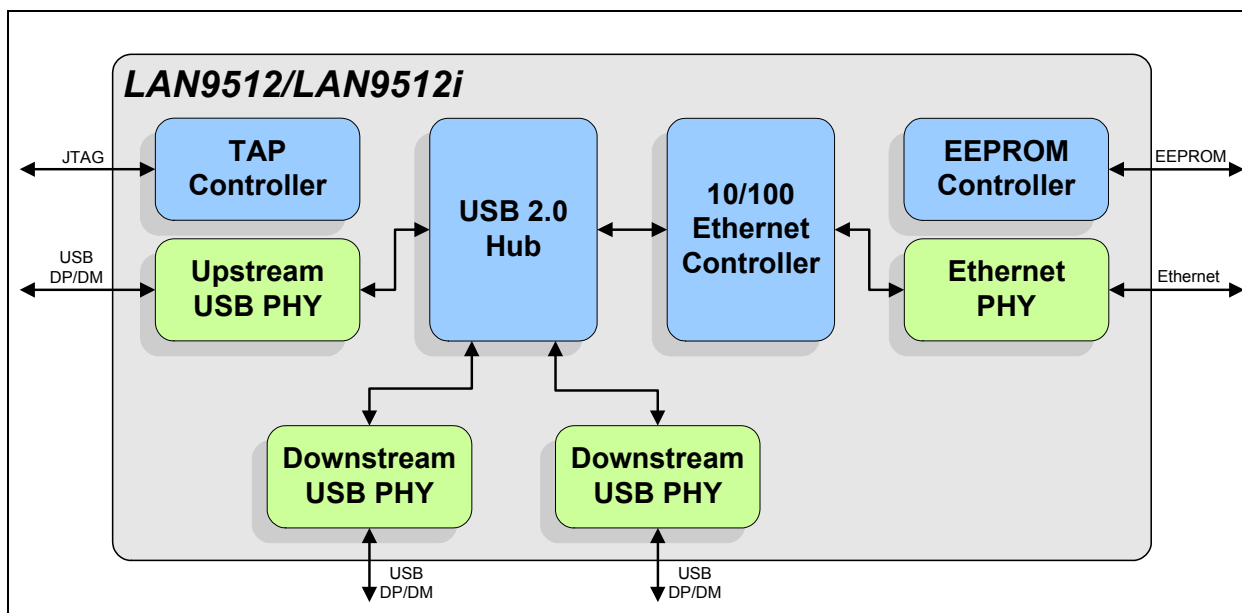 LAN9512/LAN9512i
TAP
Controller
USB 2.0
Hub
10/100
Ethernet
Controller
EEPROM
Controller
JTAG
EEPROM
USB
DP/DM
Upstream
USB PHY
Ethernet
PHY
Ethernet
Downstream
USB PHY
Downstream
USB PHY
USB
DP/DM
USB
DP/DM